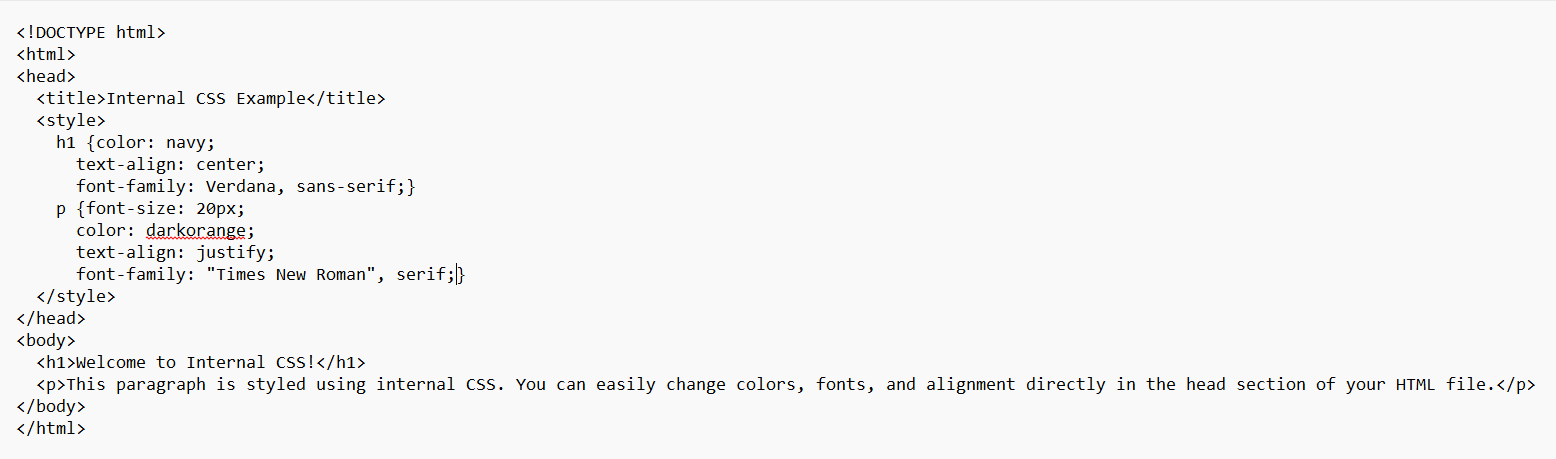 <!DOCTYPE html>
<html>
<head>
  <title>Internal CSS Example</title>
  <style>
    h1 {color: navy;
      text-align: center;
      font-family: Verdana, sans-serif;}
    p {font-size: 20px;
      color: darkorange;
      text-align: justify;
      font-family: "Times New Roman", serif;}
  </style>
</head>
<body>
  <h1>Welcome to Internal CSS!</h1>
  <p>This paragraph is styled using internal CSS. You can easily change colors, fonts, and alignment directly in the head section of your HTML file.</p>
</body>
</html>